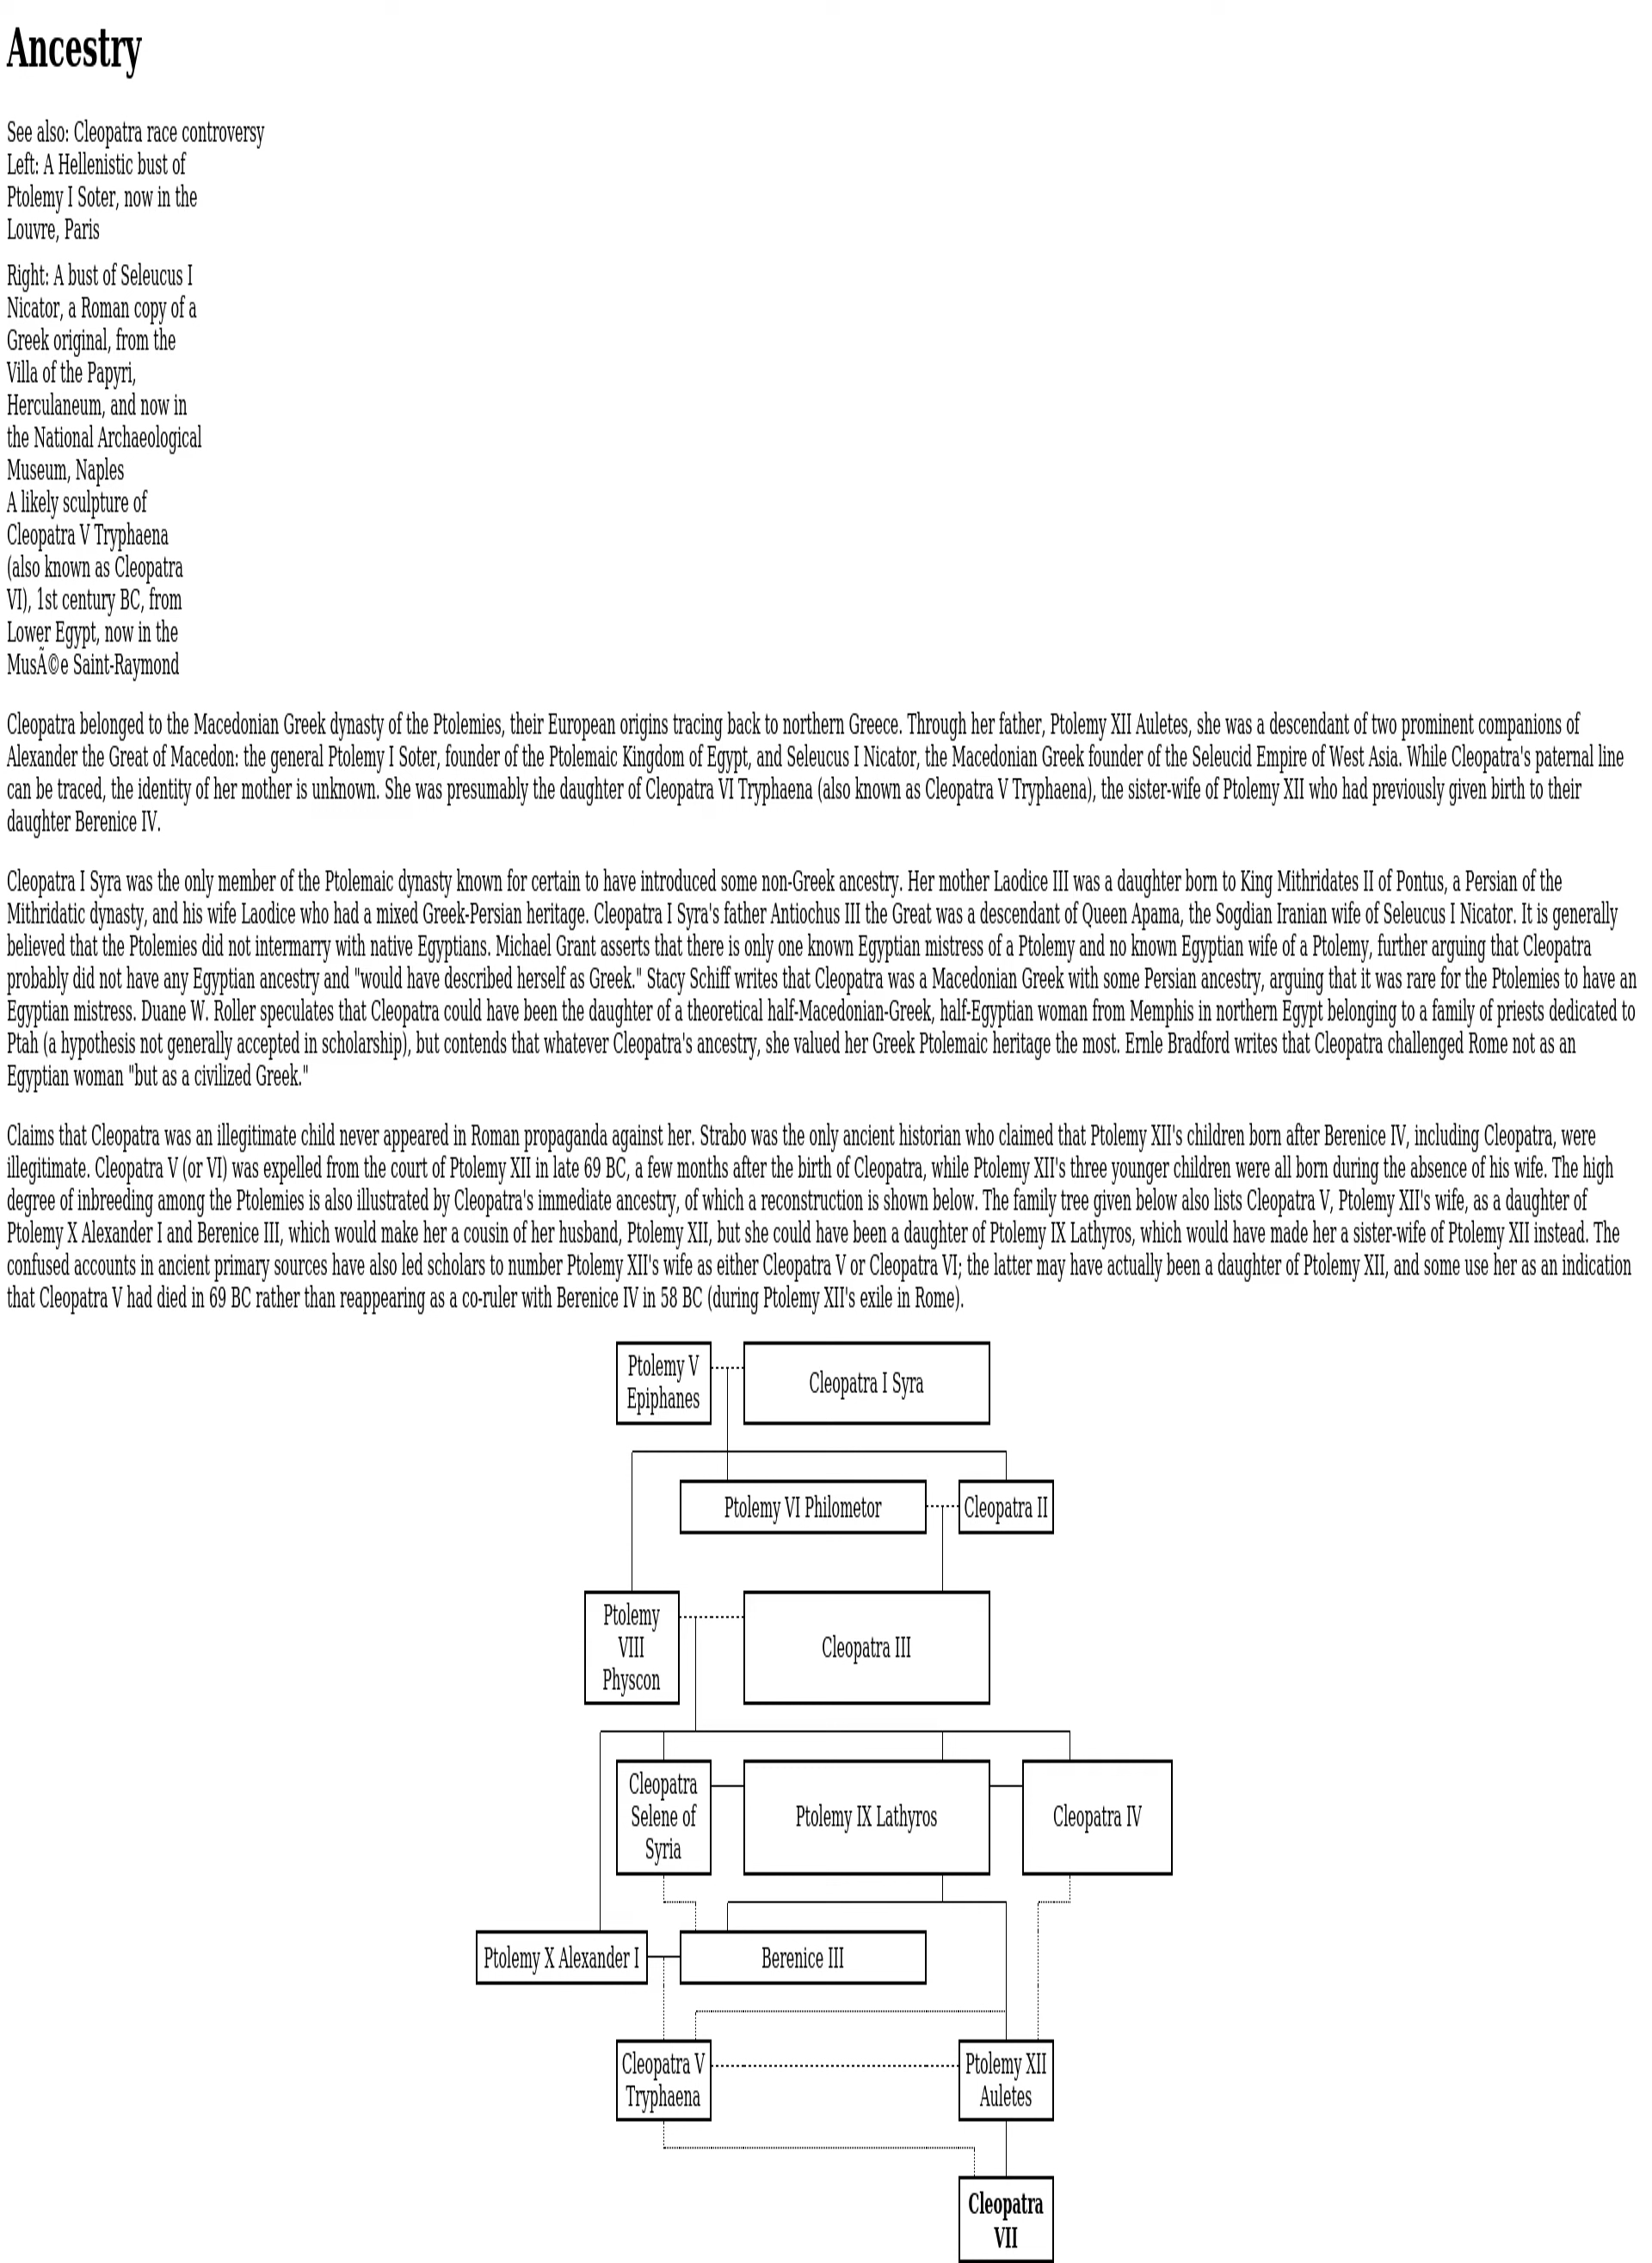 Ancestry
See also: Cleopatra race controversy
Left: A Hellenistic bust of
Ptolemy I Soter, now in the
Louvre, Paris
Right: A bust of Seleucus I
Nicator, a Roman copy of a
Greek original, from the
Villa of the Papyri,
Herculaneum, and now in
the National Archaeological
Museum, Naples
A likely sculpture of
Cleopatra V Tryphaena
(also known as Cleopatra
VI), 1st century BC, from
Lower Egypt, now in the
MusÃ©e Saint-Raymond
Cleopatra belonged to the Macedonian Greek dynasty of the Ptolemies, their European origins tracing back to northern Greece. Through her father, Ptolemy XII Auletes, she was a descendant of two prominent companions of
Alexander the Great of Macedon: the general Ptolemy I Soter, founder of the Ptolemaic Kingdom of Egypt, and Seleucus I Nicator, the Macedonian Greek founder of the Seleucid Empire of West Asia. While Cleopatra's paternal line
can be traced, the identity of her mother is unknown. She was presumably the daughter of Cleopatra VI Tryphaena (also known as Cleopatra V Tryphaena), the sister-wife of Ptolemy XII who had previously given birth to their
daughter Berenice IV.
Cleopatra I Syra was the only member of the Ptolemaic dynasty known for certain to have introduced some non-Greek ancestry. Her mother Laodice III was a daughter born to King Mithridates II of Pontus, a Persian of the
Mithridatic dynasty, and his wife Laodice who had a mixed Greek-Persian heritage. Cleopatra I Syra's father Antiochus III the Great was a descendant of Queen Apama, the Sogdian Iranian wife of Seleucus I Nicator. It is generally
believed that the Ptolemies did not intermarry with native Egyptians. Michael Grant asserts that there is only one known Egyptian mistress of a Ptolemy and no known Egyptian wife of a Ptolemy, further arguing that Cleopatra
probably did not have any Egyptian ancestry and "would have described herself as Greek." Stacy Schiff writes that Cleopatra was a Macedonian Greek with some Persian ancestry, arguing that it was rare for the Ptolemies to have an
Egyptian mistress. Duane W. Roller speculates that Cleopatra could have been the daughter of a theoretical half-Macedonian-Greek, half-Egyptian woman from Memphis in northern Egypt belonging to a family of priests dedicated to
Ptah (a hypothesis not generally accepted in scholarship), but contends that whatever Cleopatra's ancestry, she valued her Greek Ptolemaic heritage the most. Ernle Bradford writes that Cleopatra challenged Rome not as an
Egyptian woman "but as a civilized Greek."
Claims that Cleopatra was an illegitimate child never appeared in Roman propaganda against her. Strabo was the only ancient historian who claimed that Ptolemy XII's children born after Berenice IV, including Cleopatra, were
illegitimate. Cleopatra V (or VI) was expelled from the court of Ptolemy XII in late 69 BC, a few months after the birth of Cleopatra, while Ptolemy XII's three younger children were all born during the absence of his wife. The high
degree of inbreeding among the Ptolemies is also illustrated by Cleopatra's immediate ancestry, of which a reconstruction is shown below. The family tree given below also lists Cleopatra V, Ptolemy XII's wife, as a daughter of
Ptolemy X Alexander I and Berenice III, which would make her a cousin of her husband, Ptolemy XII, but she could have been a daughter of Ptolemy IX Lathyros, which would have made her a sister-wife of Ptolemy XII instead. The
confused accounts in ancient primary sources have also led scholars to number Ptolemy XII's wife as either Cleopatra V or Cleopatra VI; the latter may have actually been a daughter of Ptolemy XII, and some use her as an indication
that Cleopatra V had died in 69 BC rather than reappearing as a co-ruler with Berenice IV in 58 BC (during Ptolemy XII's exile in Rome).
Ptolemy V
Epiphanes
Cleopatra I Syra
Ptolemy VI Philometor
Cleopatra II
Ptolemy
VIII
Physcon
Cleopatra III
Cleopatra
Selene of
Syria
Ptolemy IX Lathyros
Cleopatra IV
Ptolemy X Alexander I
Berenice III
Cleopatra V
Tryphaena
Ptolemy XII
Auletes
Cleopatra
VII